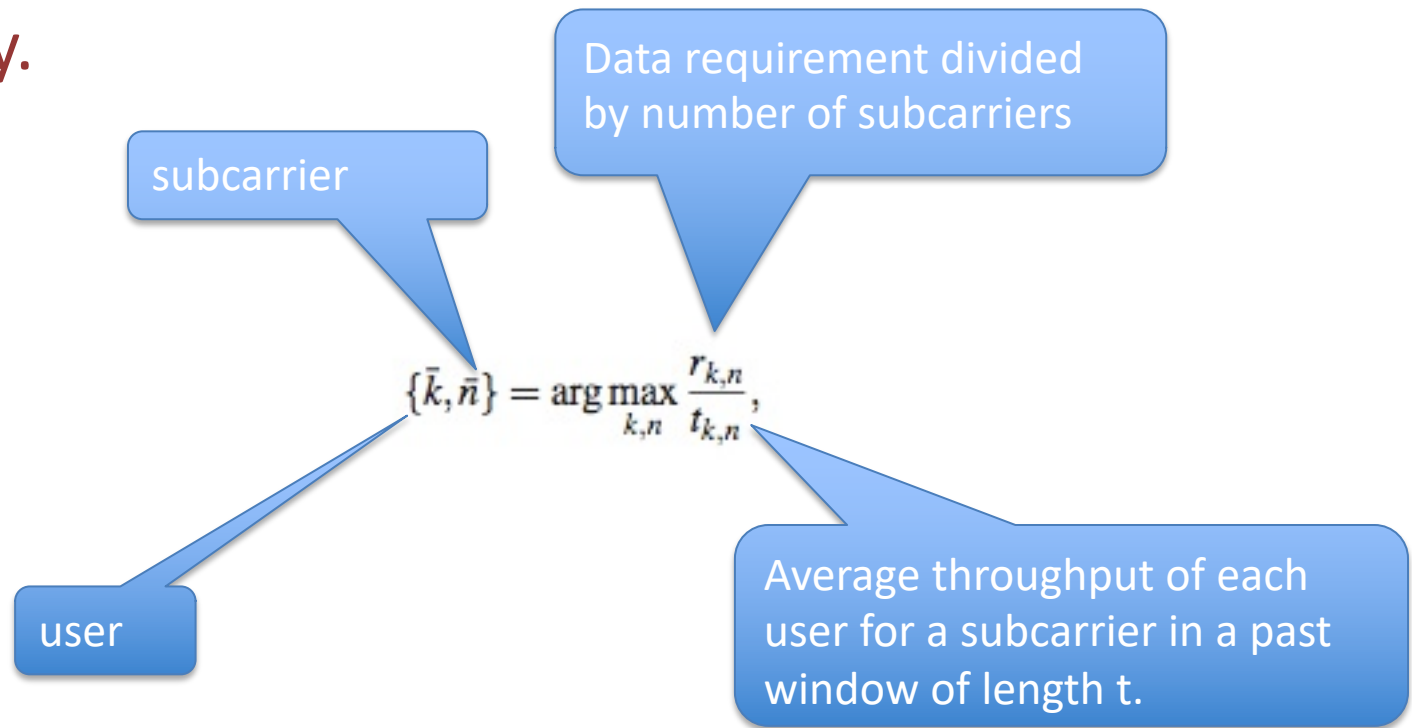 y.
Data requirement divided
by number of subcarriers
subcarrier
{k̄, n̄} = arg max_{k,n} r_{k,n} / t_{k,n},
user
Average throughput of each
user for a subcarrier in a past
window of length t.